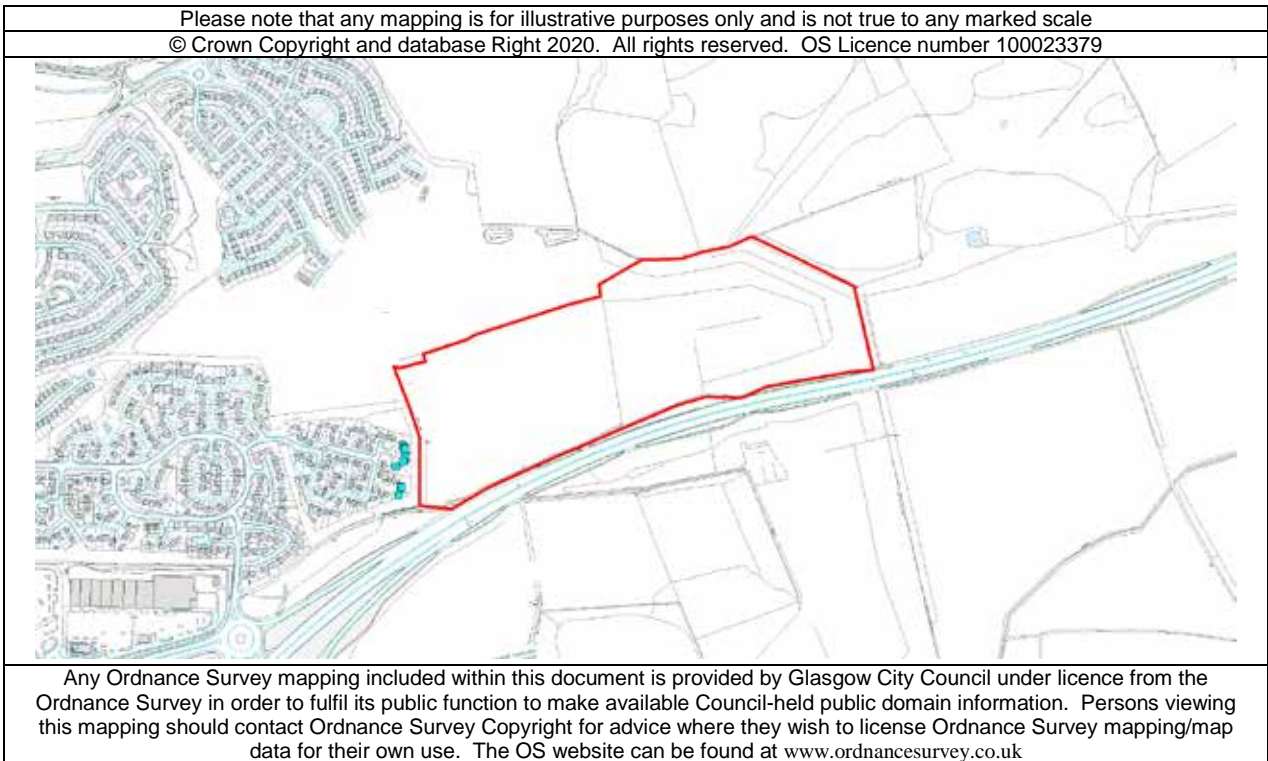 Please note that any mapping is for illustrative purposes only and is not true to any marked scale
© Crown Copyright and database Right 2020.  All rights reserved.  OS Licence number 100023379
Any Ordnance Survey mapping included within this document is provided by Glasgow City Council under licence from the
Ordnance Survey in order to fulfil its public function to make available Council-held public domain information.  Persons viewing
this mapping should contact Ordnance Survey Copyright for advice where they wish to license Ordnance Survey mapping/map
data for their own use.  The OS website can be found at www.ordnancesurvey.co.uk